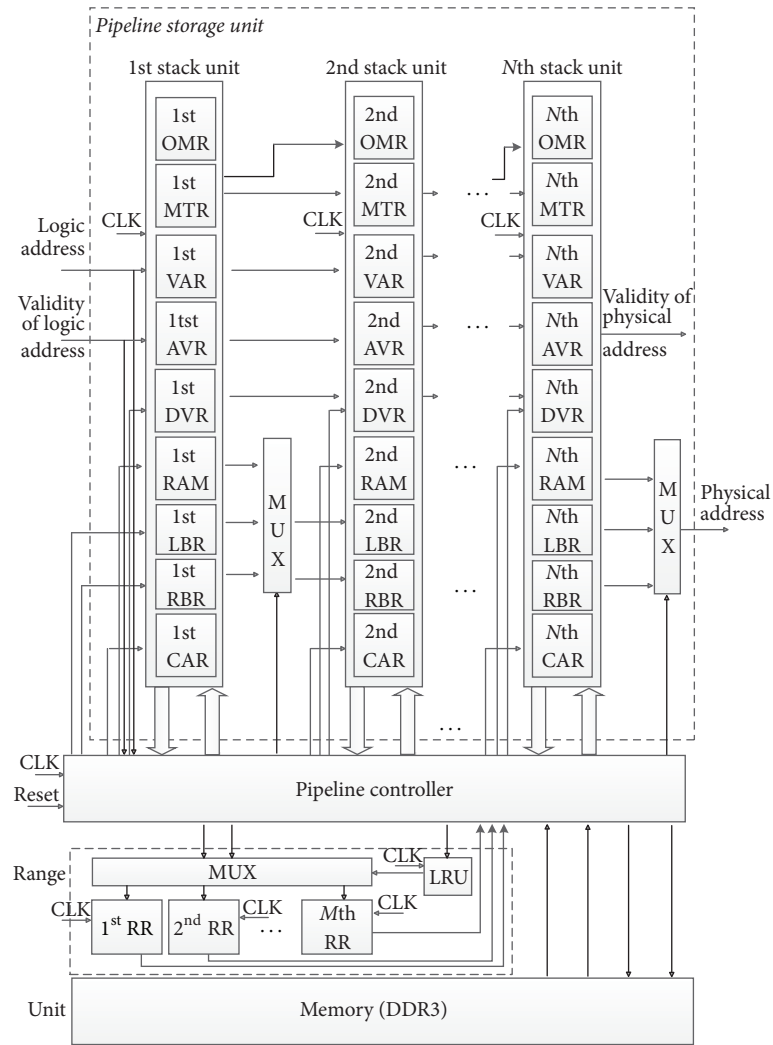 Pipeline storage unit
1st stack unit
2nd stack unit
Nth stack unit
1st
OMR
2nd
OMR
Nth
OMR
1st
MTR
2nd
MTR
...
Nth
MTR
CLK
CLK
CLK
Logic
address
1st
VAR
2nd
VAR
Nth
VAR
Validity
of logic
address
1tst
AVR
2nd
AVR
...
Nth
AVR
Validity of
physical
address
1st
DVR
2nd
DVR
Nth
DVR
1st
RAM
2nd
RAM
...
Nth
RAM
MUX
MUX
Physical
address
1st
LBR
2nd
LBR
Nth
LBR
1st
RBR
2nd
RBR
...
Nth
RBR
1st
CAR
2nd
CAR
Nth
CAR
...
CLK
Reset
Pipeline controller
Range
MUX
CLK
LRU
CLK
1st RR
2nd RR
CLK
...
Mth
RR
CLK
Unit
Memory (DDR3)